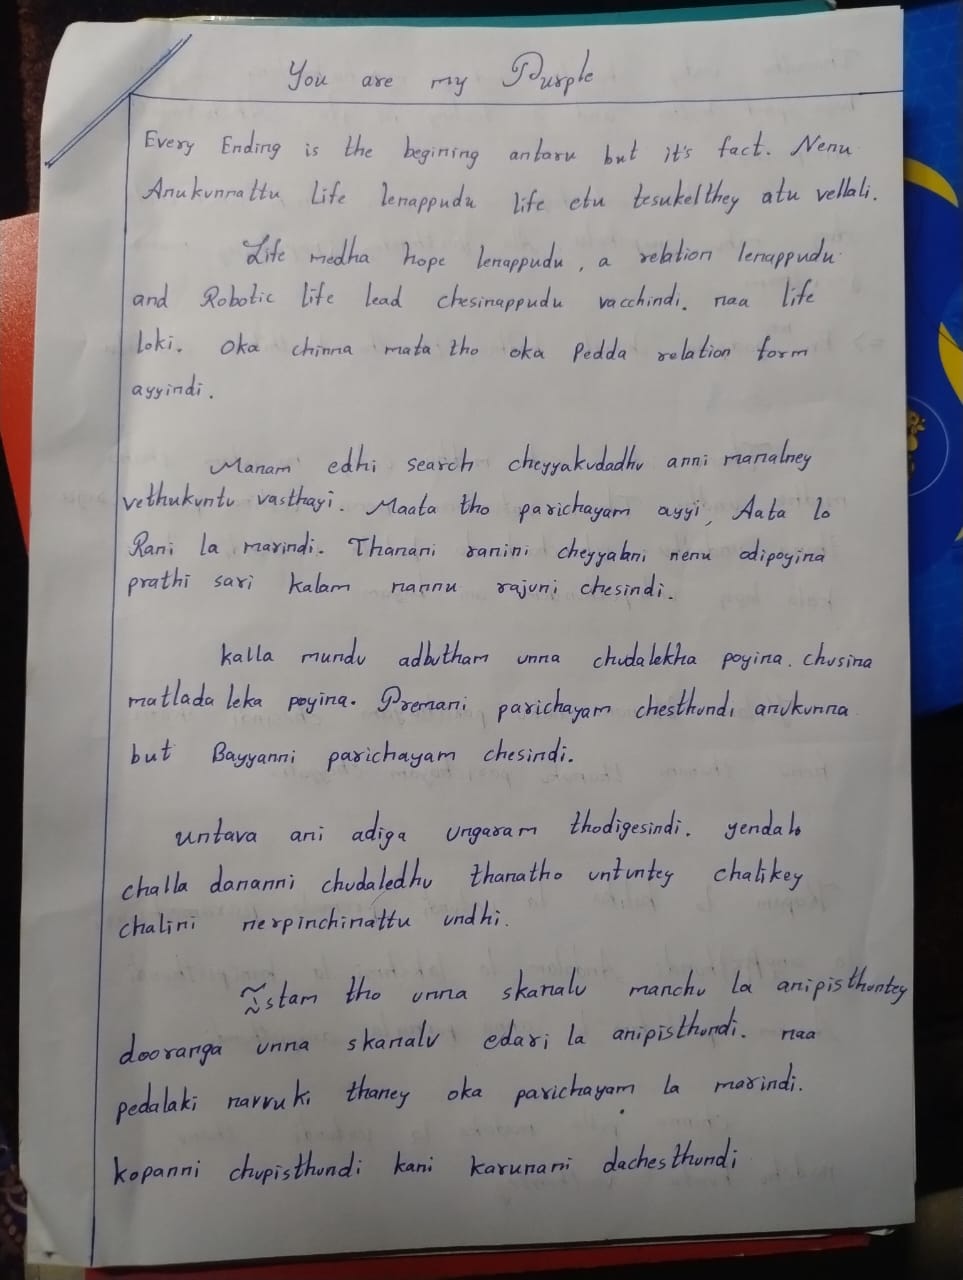 You are my Purple
Every Ending is the begining antaru but it's fact. Nenu
Anukunnattu Life lenappudu life etu tesukelthey atu vellali.
Life medha hope lenappudu, a relation lenappudu
and Robotic life lead chesinappudu vacchindi. naa life
loki. oka chinna mata tho oka Pedda relation form
ayyindi.
Manam edhi search cheyyakudadhu anni manalney
vethukuntu vasthayi. Maata tho parichayam ayyi, Aata lo
Rani la marindi. Thanani ranini cheyyalani nenu odipoyina
prathi sari kalam nannu rajuni chesindi.
kalla mundu adbutham unna chudalekha poyina. chusina
matlada leka poyina. Premani parichayam chesthundi anukunna
but Bayyanni parichayam chesindi.
untava ani adiga ungaram thodigesindi. yendalo
challa dananni chudaledhu thanatho untuntey chalikey
chalini nerpinchinattu undhi.
Istam tho unna skanalu manchu la anipisthuntey
dooranga unna skanalu edari la anipisthundi. naa
pedalaki navvuki thaney oka parichayam la marindi.
kopanni chupisthundi kani karunani dachesthundi